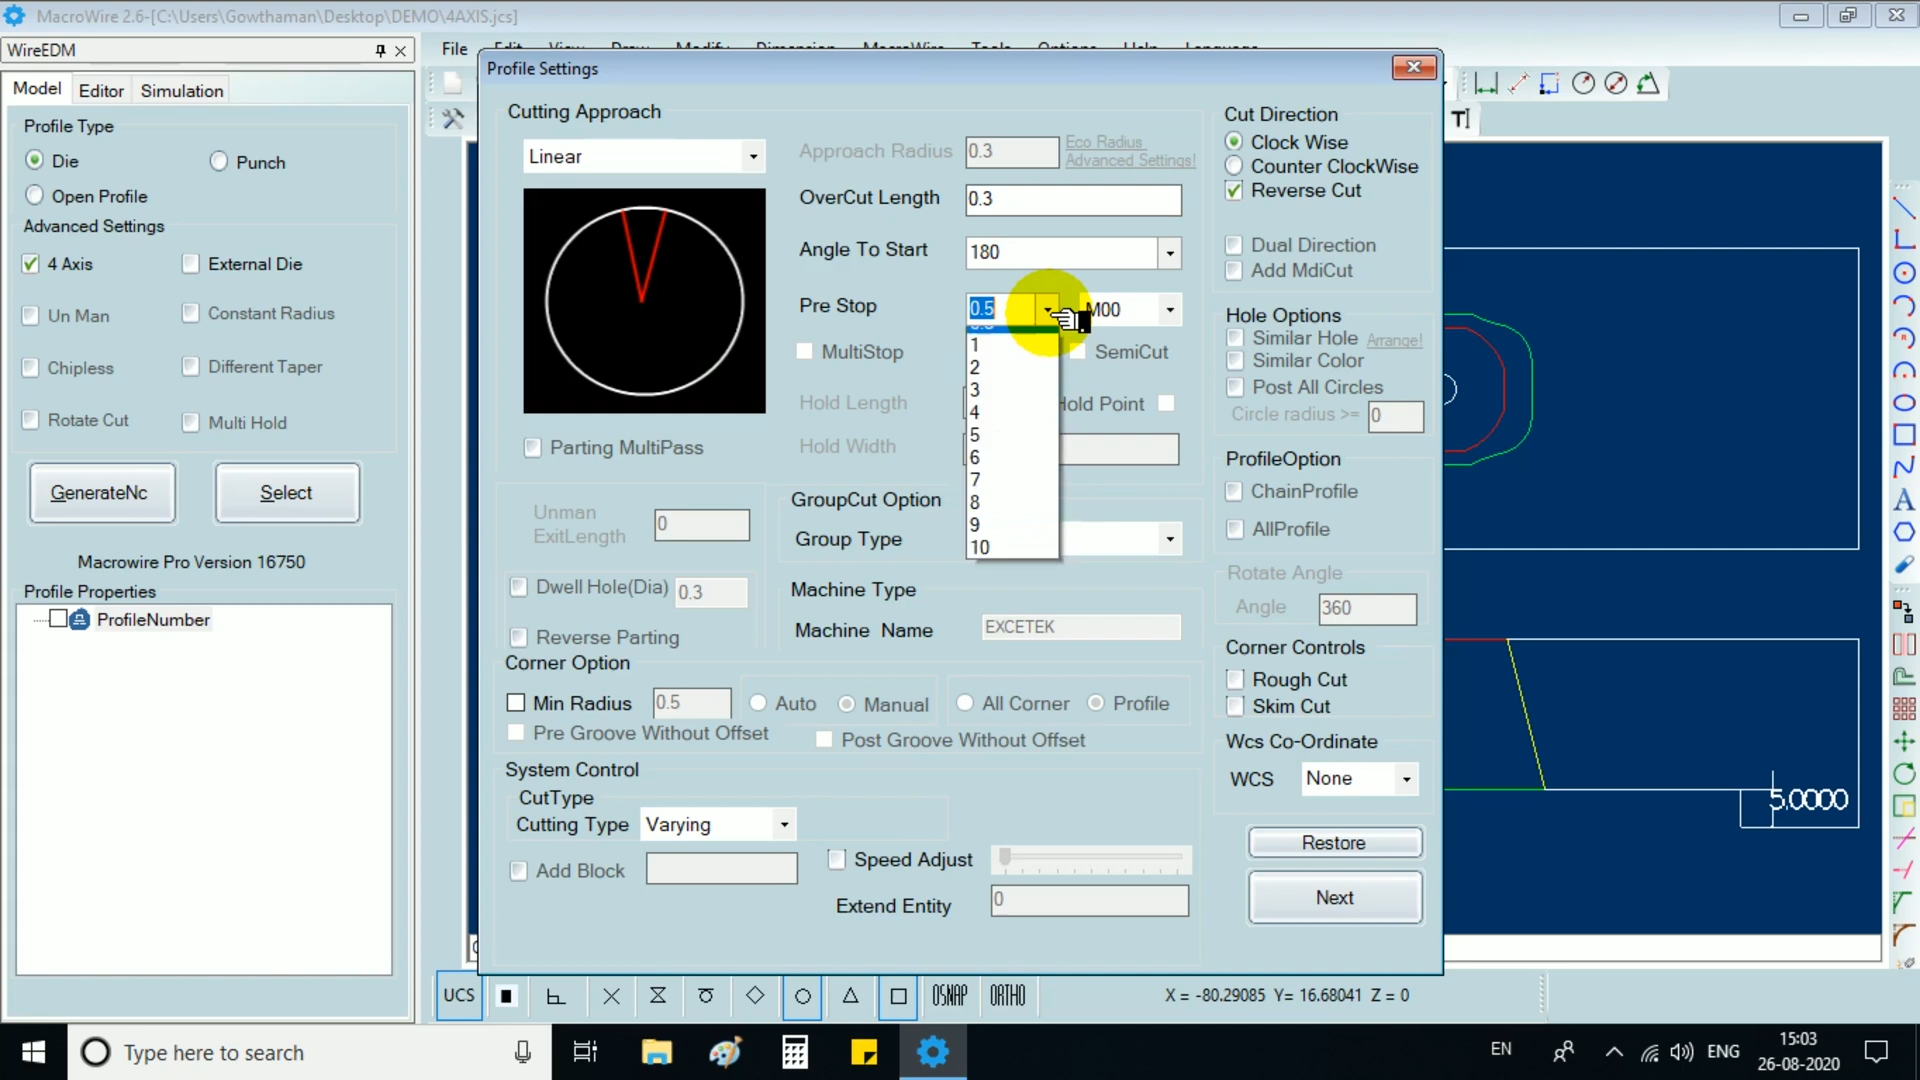 MacroWire 2.6-[C:\Users\Gowthaman\Desktop\DEMO\4AXIS.jcs]
WireEDM
File Edit View Draw Modify Dimension MacroWire Tools Options Help Language
Model Editor Simulation
Profile Type
Die Punch
Open Profile
Advanced Settings
4 Axis External Die
Un Man Constant Radius
Chipless Different Taper
Rotate Cut Multi Hold
GenerateNc Select
Macrowire Pro Version 16750
Profile Properties
ProfileNumber
Profile Settings
Cutting Approach
Linear
Approach Radius 0.3 Eco Radius
Advanced Settings!
OverCut Length 0.3
Angle To Start 180
Pre Stop 0.5 M00
1
2
3
4
5
6
7
8
9
10
MultiStop SemiCut
Hold Length Hold Point
Hold Width
Parting MultiPass
Unman
ExitLength 0
GroupCut Option
Group Type
Dwell Hole(Dia) 0.3
Reverse Parting
Machine Type
Machine Name EXCETEK
Corner Option
Min Radius 0.5 Auto Manual All Corner Profile
Pre Groove Without Offset Post Groove Without Offset
System Control
CutType
Cutting Type Varying
Add Block
Speed Adjust
Extend Entity 0
Cut Direction
Clock Wise
Counter ClockWise
Reverse Cut
Dual Direction
Add MdiCut
Hole Options
Similar Hole Arrange!
Similar Color
Post All Circles
Circle radius >= 0
ProfileOption
ChainProfile
AllProfile
Rotate Angle
Angle 360
Corner Controls
Rough Cut
Skim Cut
Wcs Co-Ordinate
WCS None
Restore
Next
5.0000
UCS OSNAP ORTHO X = -80.29085 Y= 16.68041 Z = 0
Type here to search
EN ENG
15:03
26-08-2020